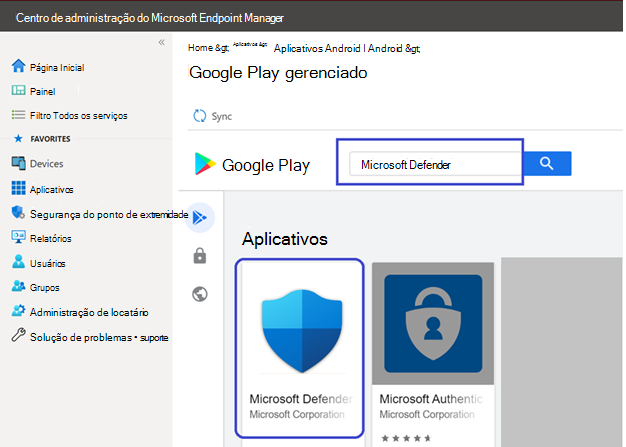 Centro de administração do Microsoft Endpoint Manager
«
Home &gt; Aplicativos &gt; Aplicativos Android | Android &gt;
Google Play gerenciado
Sync
Google Play
Microsoft Defender
Página Inicial
Painel
Filtro Todos os serviços
FAVORITES
Devices
Aplicativos
Segurança do ponto de extremidade
Relatórios
Usuários
Grupos
Administração de locatário
Solução de problemas • suporte
Aplicativos
Microsoft Defender
Microsoft Corporation
Microsoft Authentic
Microsoft Corporation